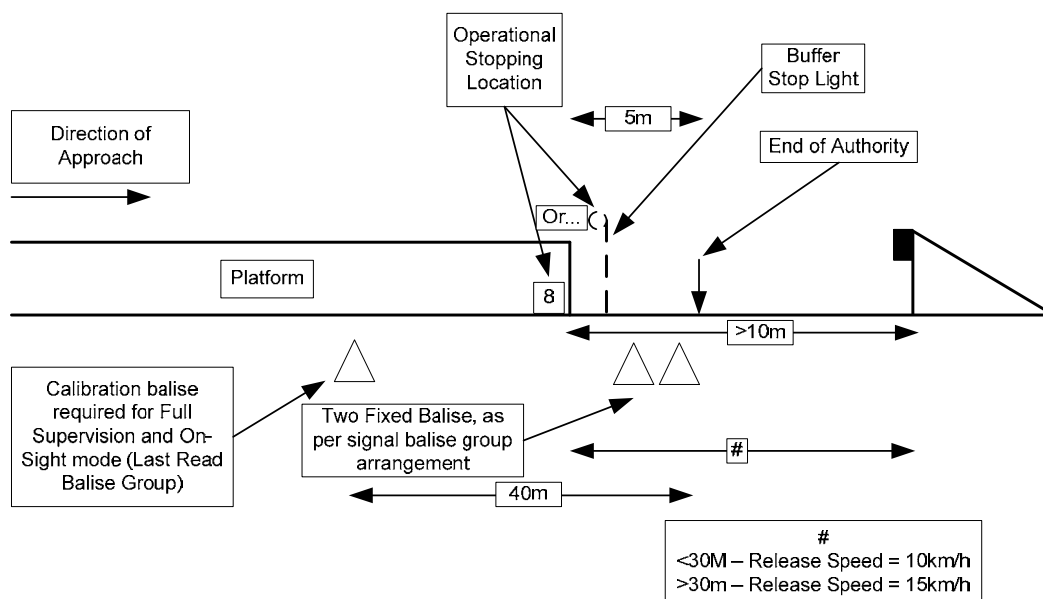 Operational
Stopping
Location
Buffer
Stop Light
5m
Direction of
Approach
End of Authority
Or...
Platform
8
>10m
Calibration balise
required for Full
Supervision and On-
Sight mode (Last Read
Balise Group)
Two Fixed Balise, as
per signal balise group
arrangement
#
40m
#
<30M – Release Speed = 10km/h
>30m – Release Speed = 15km/h